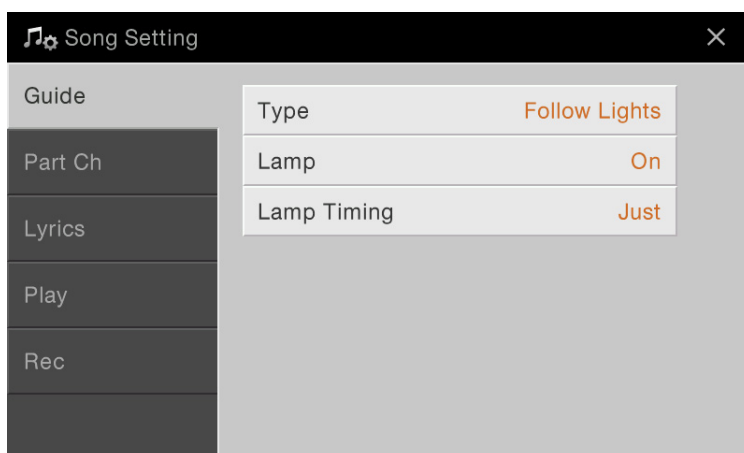 Song Setting
Guide
Type Follow Lights
Part Ch
Lamp On
Lyrics
Lamp Timing Just
Play
Rec